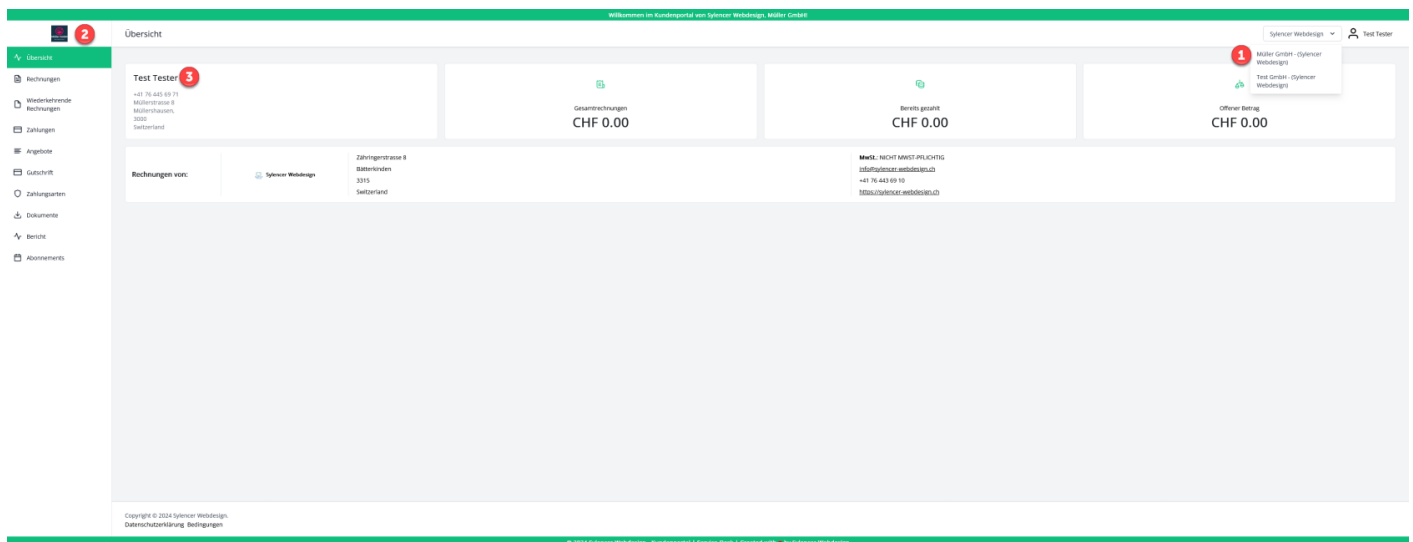 Willkommen im Kundenportal von Sylencer Webdesign, Müller GmbH!
2
Übersicht
Sylencer Webdesign
Test Tester
Übersicht
Rechnungen
Wiederkehrende
Rechnungen
Zahlungen
Angebote
Gutschrift
Zahlungsarten
Dokumente
Bericht
Abonnements
1
Müller GmbH - (Sylencer
Webdesign)
Test GmbH - (Sylencer
Webdesign)
Test Tester
3
+41 76 445 69 71
Müllerstrasse 8
Müllershausen,
3000
Switzerland
Gesamtrechnungen
CHF 0.00
Bereits gezahlt
CHF 0.00
Offener Betrag
CHF 0.00
Rechnungen von:
Sylencer Webdesign
Zähringerstrasse 8
Bätterkinden
3315
Switzerland
MwSt.: NICHT MWST-PFLICHTIG
info@sylencer-webdesign.ch
+41 76 443 69 10
https://sylencer-webdesign.ch
Copyright © 2024 Sylencer Webdesign.
Datenschutzerklärung Bedingungen